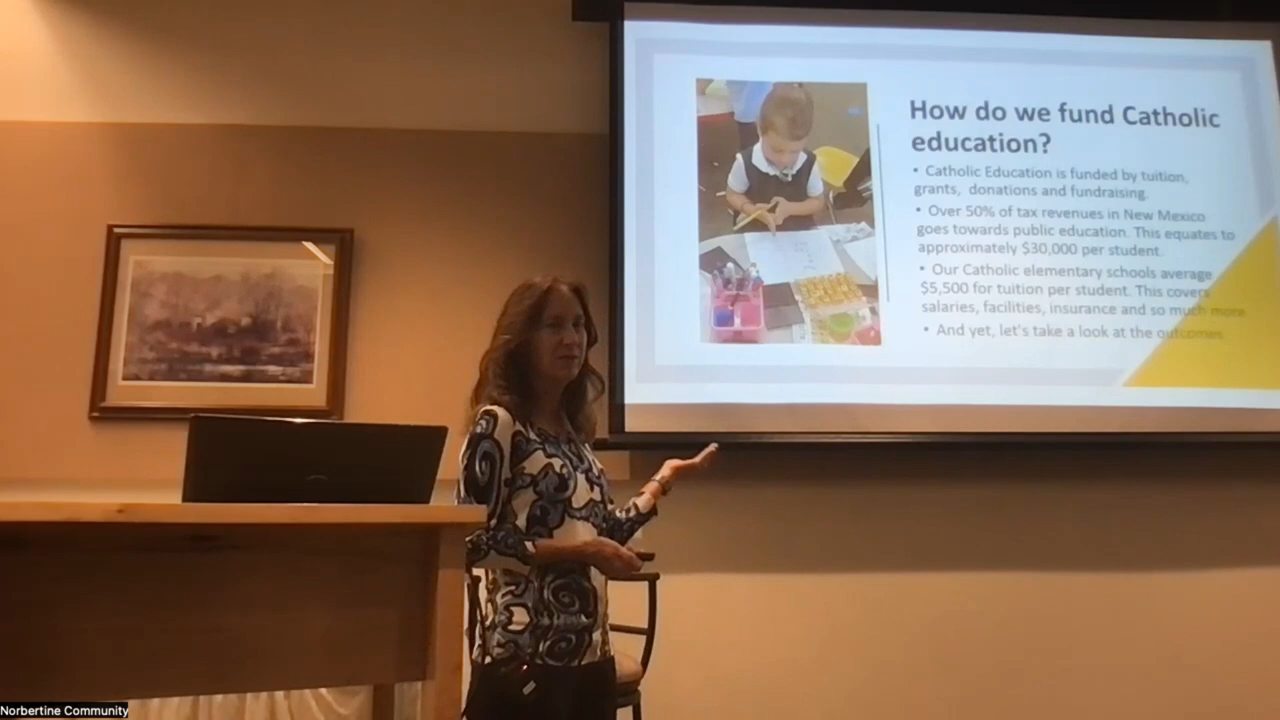 How do we fund Catholic
education?
• Catholic Education is funded by tuition,
grants, donations and fundraising.
• Over 50% of tax revenues in New Mexico
goes towards public education. This equates to
approximately $30,000 per student.
• Our Catholic elementary schools average
$5,500 for tuition per student. This covers
salaries, facilities, insurance and so much more.
• And yet, let's take a look at the outcomes.
Norbertine Community